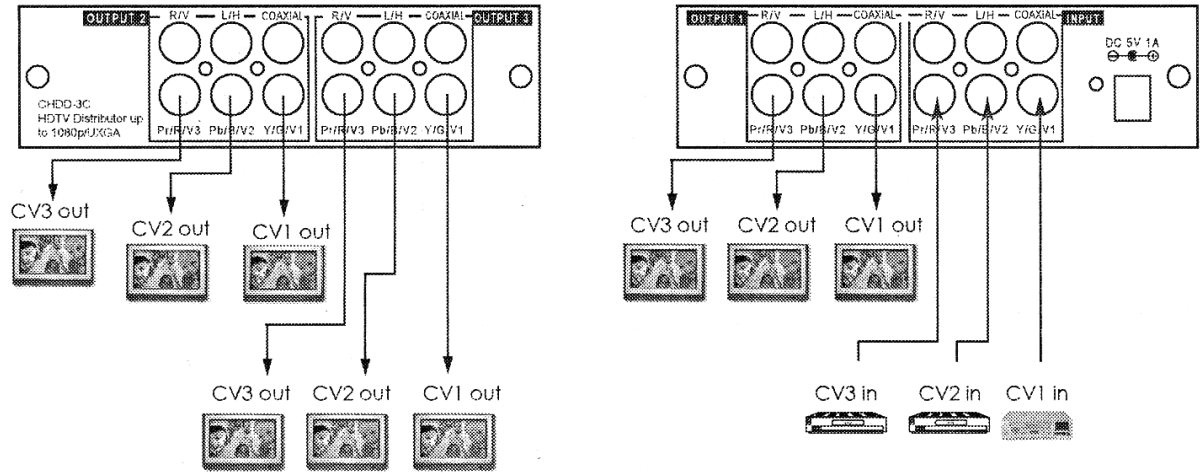 OUTPUT 2 R/V L/H COAXIAL R/V L/H COAXIAL OUTPUT 3
CHDD-3C
HDTV Distributor up
to 1080p/UXGA
Pr/R/V3 Pb/B/V2 Y/G/V1 Pr/R/V3 Pb/B/V2 Y/G/V1
CV3 out
CV2 out
CV1 out
CV3 out CV2 out CV1 out
OUTPUT 1 R/V L/H COAXIAL R/V L/H COAXIAL INPUT
DC 5V 1A
Pr/R/V3 Pb/B/V2 Y/G/V1 Pr/R/V3 Pb/B/V2 Y/G/V1
CV3 out CV2 out CV1 out
CV3 in CV2 in CV1 in